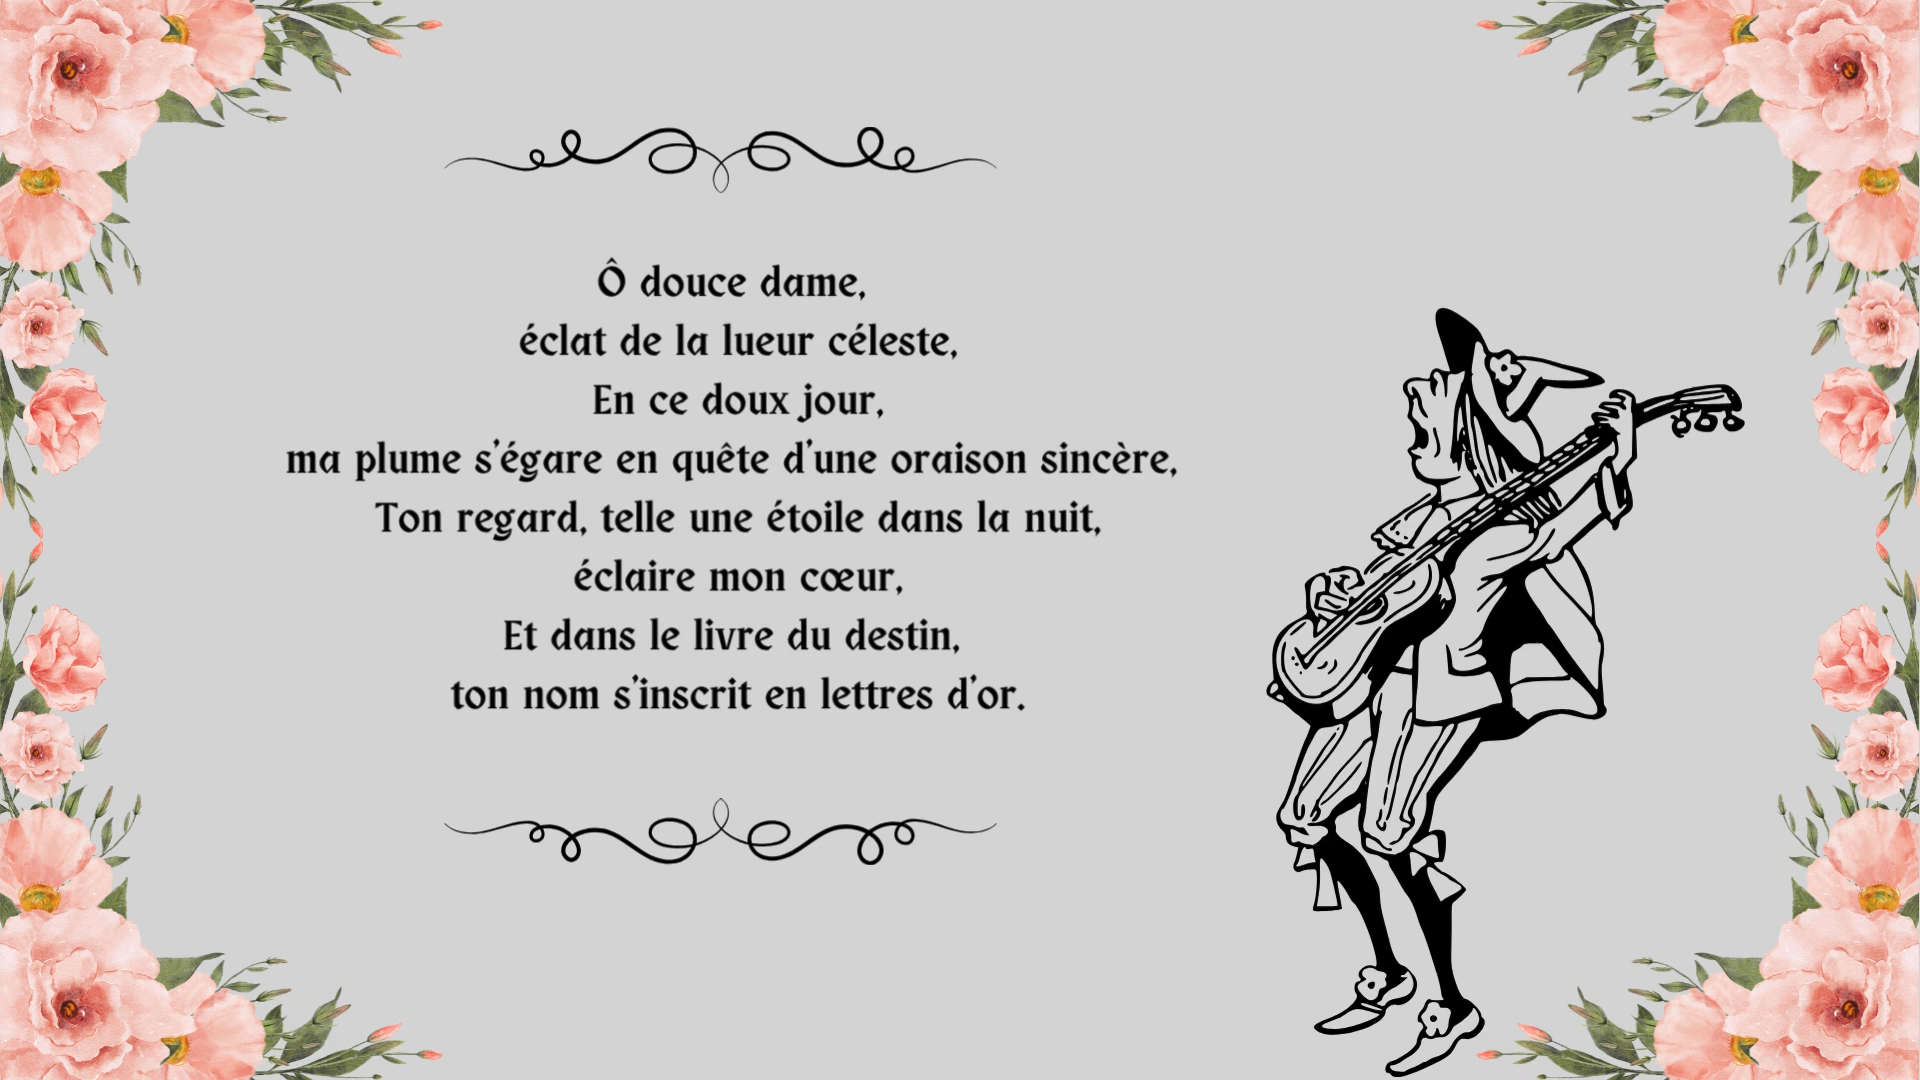 Ô douce dame,
éclat de la lueur céleste,
En ce doux jour,
ma plume s'égare en quête d'une oraison sincère,
Ton regard, telle une étoile dans la nuit,
éclaire mon cœur,
Et dans le livre du destin,
ton nom s'inscrit en lettres d'or.